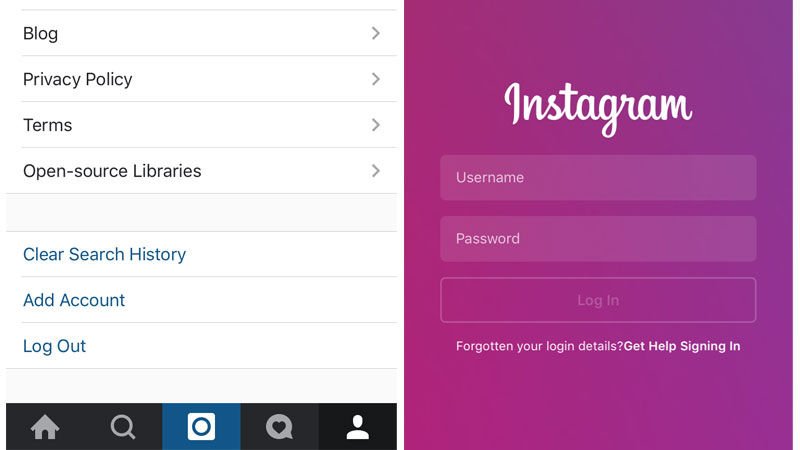 Blog
Privacy Policy
Terms
Open-source Libraries
Clear Search History
Add Account
Log Out
Instagram
Username
Password
Log In
Forgotten your login details?Get Help Signing In